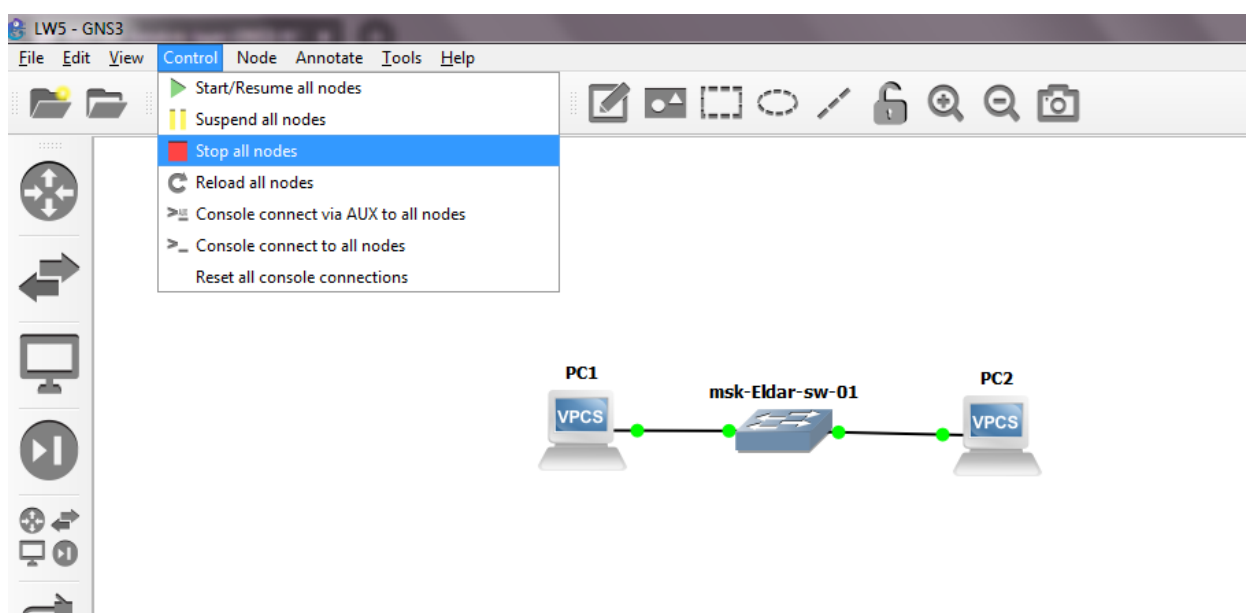 LW5 - GNS3
File Edit View Control Node Annotate Tools Help
Start/Resume all nodes
Suspend all nodes
Stop all nodes
Reload all nodes
Console connect via AUX to all nodes
Console connect to all nodes
Reset all console connections
PC1
msk-Eldar-sw-01
PC2
VPCS
VPCS